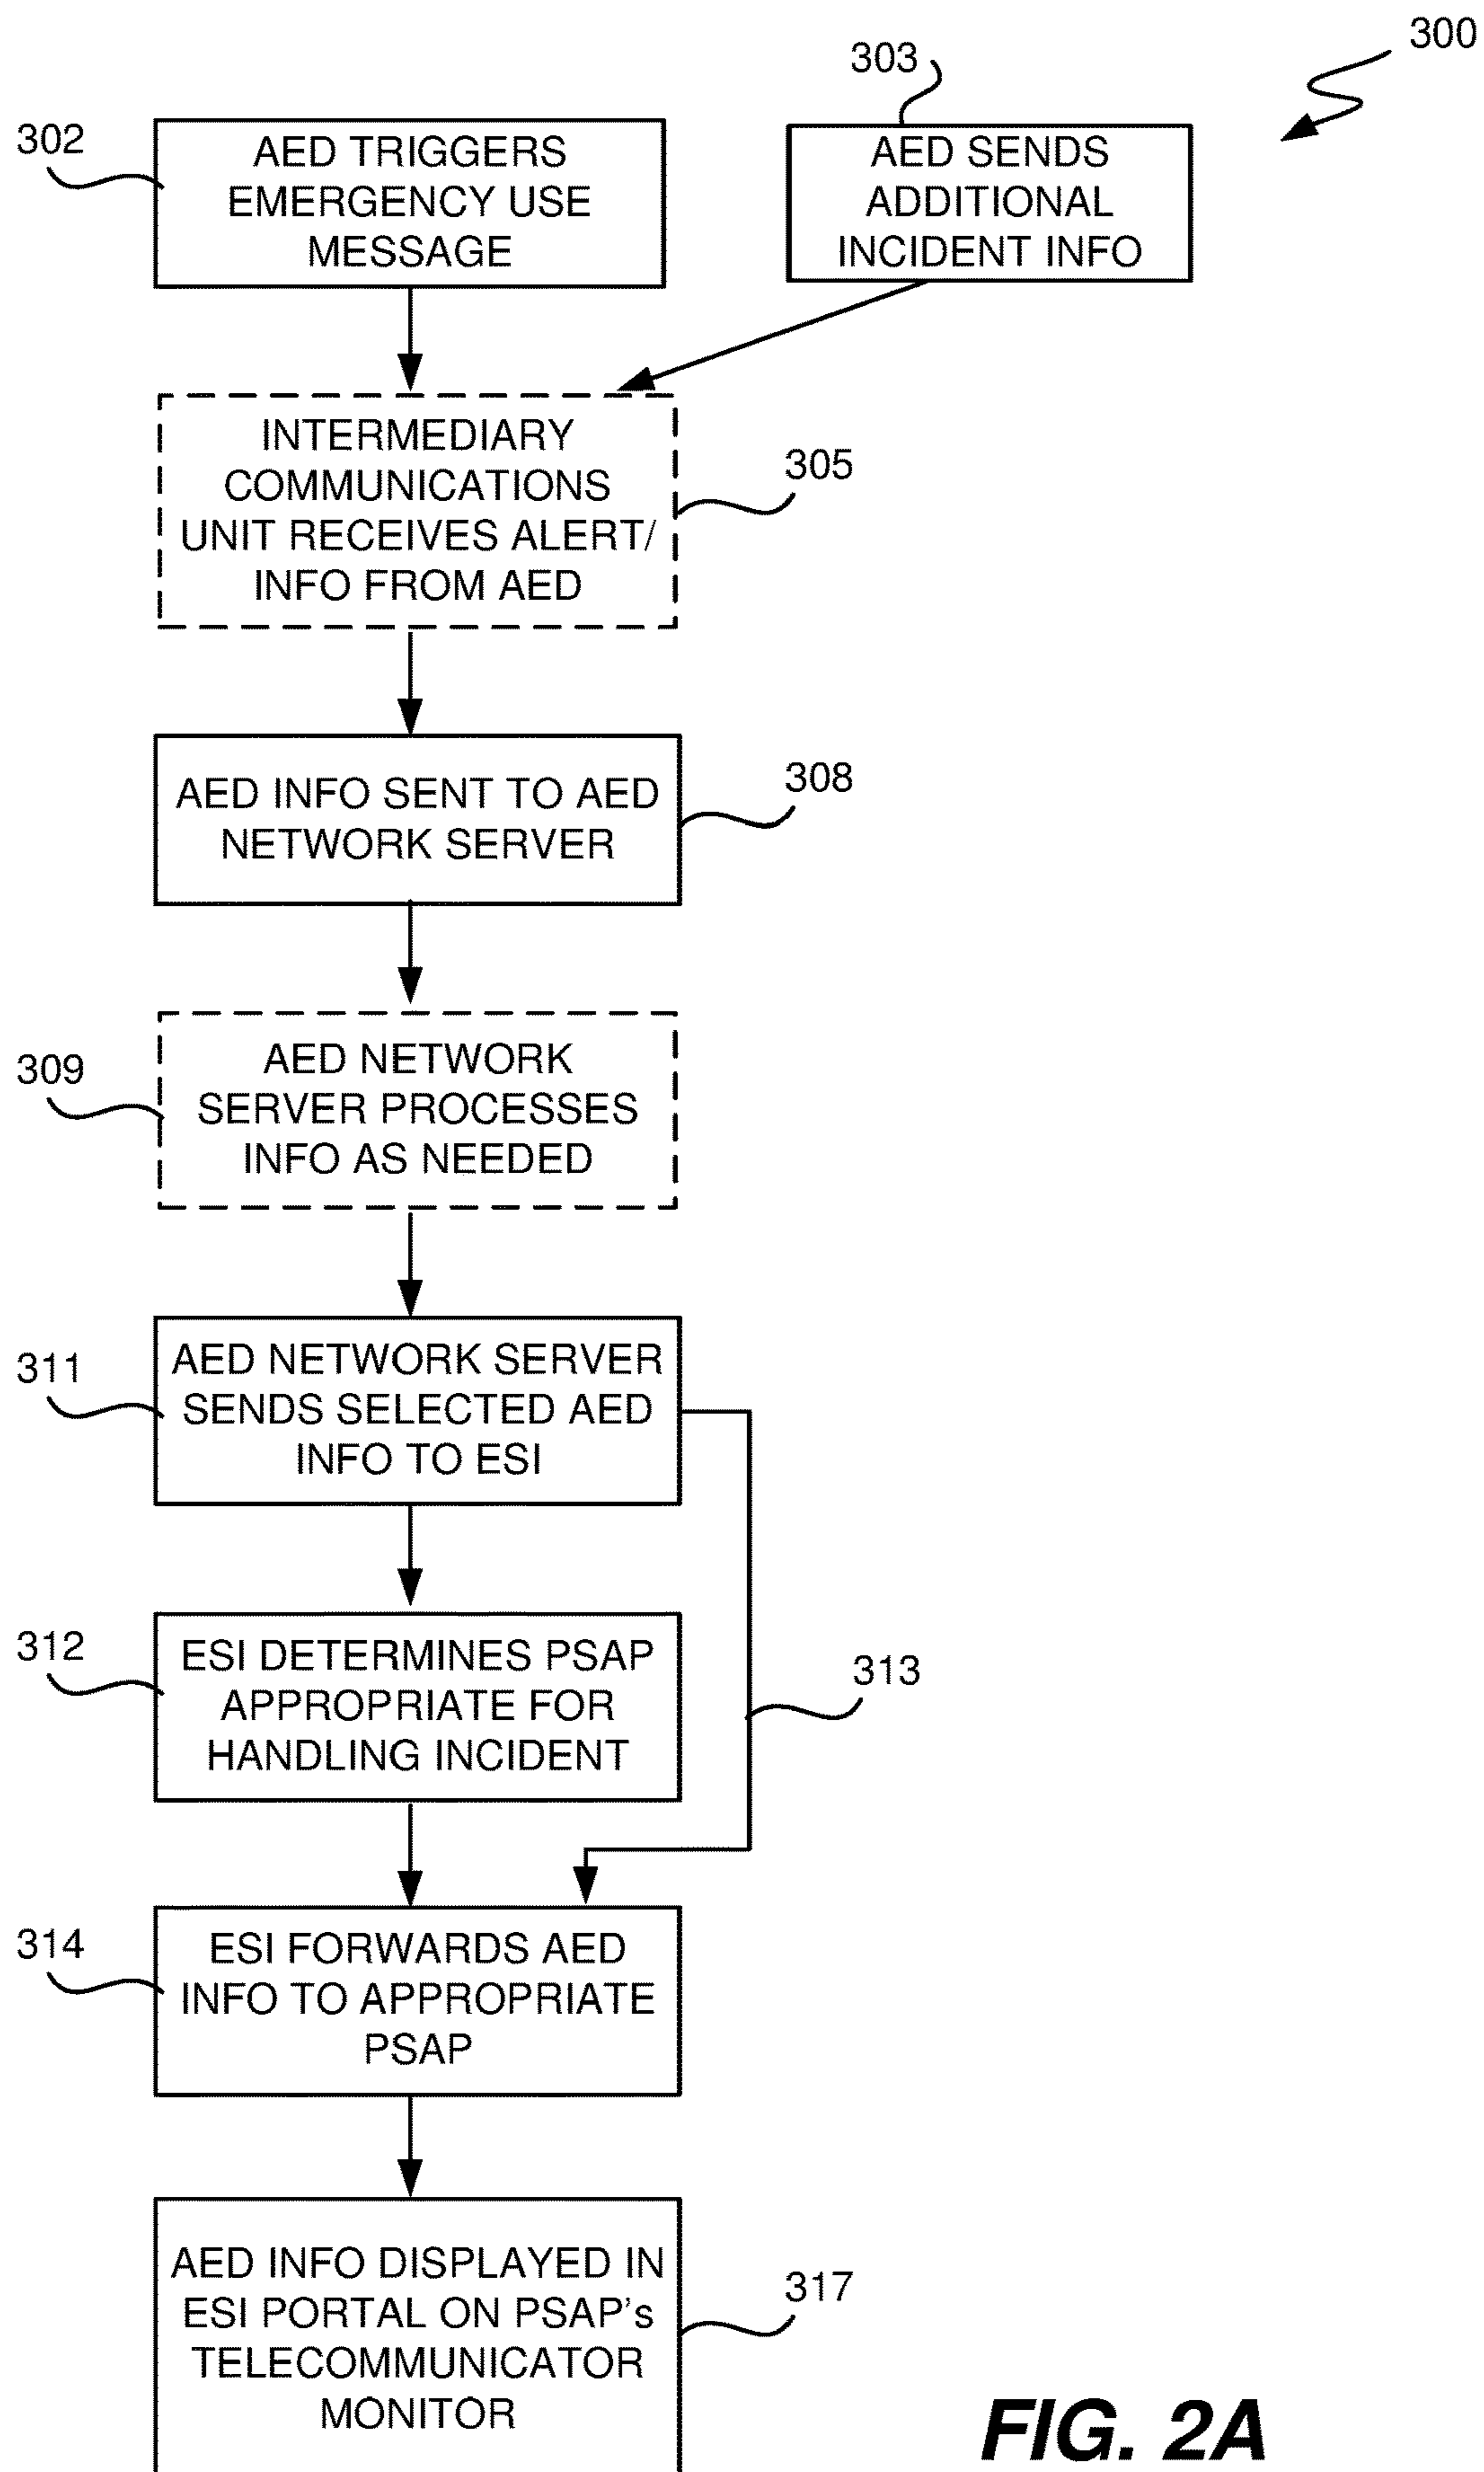 300
303
302
AED TRIGGERS
EMERGENCY USE
MESSAGE
AED SENDS
ADDITIONAL
INCIDENT INFO
INTERMEDIARY
COMMUNICATIONS
UNIT RECEIVES ALERT/
INFO FROM AED
305
AED INFO SENT TO AED
NETWORK SERVER
308
309
AED NETWORK
SERVER PROCESSES
INFO AS NEEDED
311
AED NETWORK SERVER
SENDS SELECTED AED
INFO TO ESI
312
ESI DETERMINES PSAP
APPROPRIATE FOR
HANDLING INCIDENT
313
314
ESI FORWARDS AED
INFO TO APPROPRIATE
PSAP
AED INFO DISPLAYED IN
ESI PORTAL ON PSAP's
TELECOMMUNICATOR
MONITOR
317
FIG. 2A